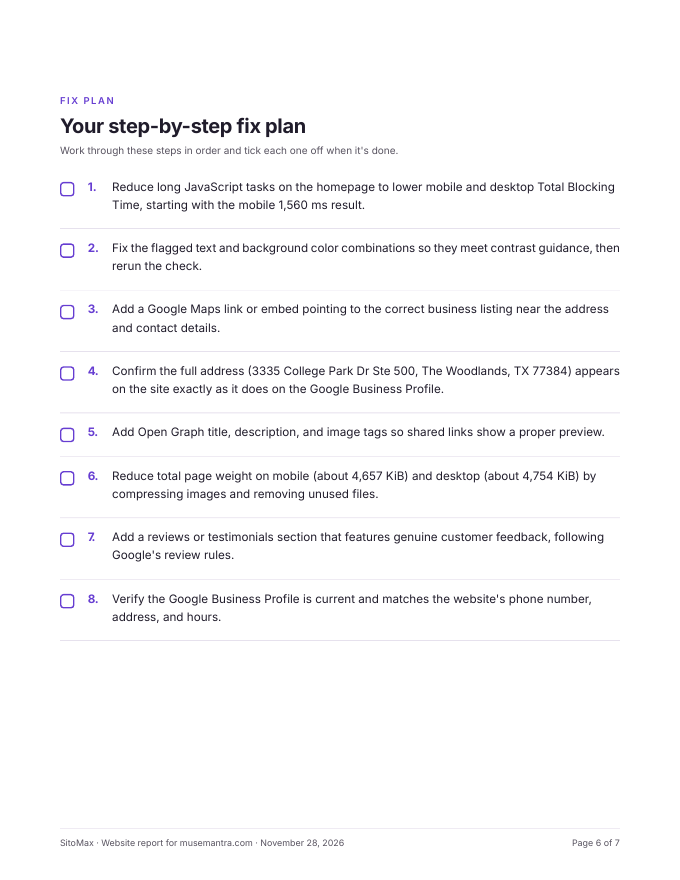 FIX PLAN
Your step-by-step fix plan
Work through these steps in order and tick each one off when it's done.
1. Reduce long JavaScript tasks on the homepage to lower mobile and desktop Total Blocking
Time, starting with the mobile 1,560 ms result.
2. Fix the flagged text and background color combinations so they meet contrast guidance, then
rerun the check.
3. Add a Google Maps link or embed pointing to the correct business listing near the address
and contact details.
4. Confirm the full address (3335 College Park Dr Ste 500, The Woodlands, TX 77384) appears
on the site exactly as it does on the Google Business Profile.
5. Add Open Graph title, description, and image tags so shared links show a proper preview.
6. Reduce total page weight on mobile (about 4,657 KiB) and desktop (about 4,754 KiB) by
compressing images and removing unused files.
7. Add a reviews or testimonials section that features genuine customer feedback, following
Google's review rules.
8. Verify the Google Business Profile is current and matches the website's phone number,
address, and hours.
SitoMax · Website report for musemantra.com · November 28, 2026
Page 6 of 7